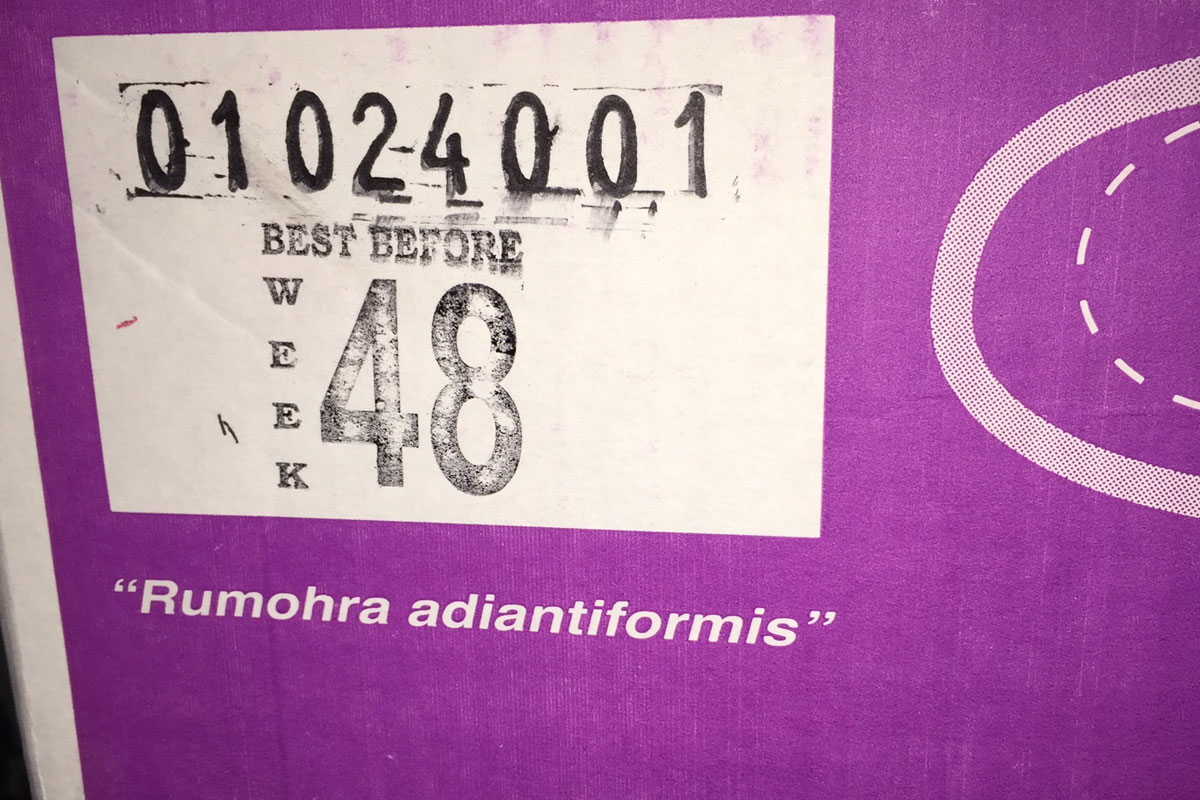 01024001
BEST BEFORE
WEEK
48
“Rumohra adiantiformis”